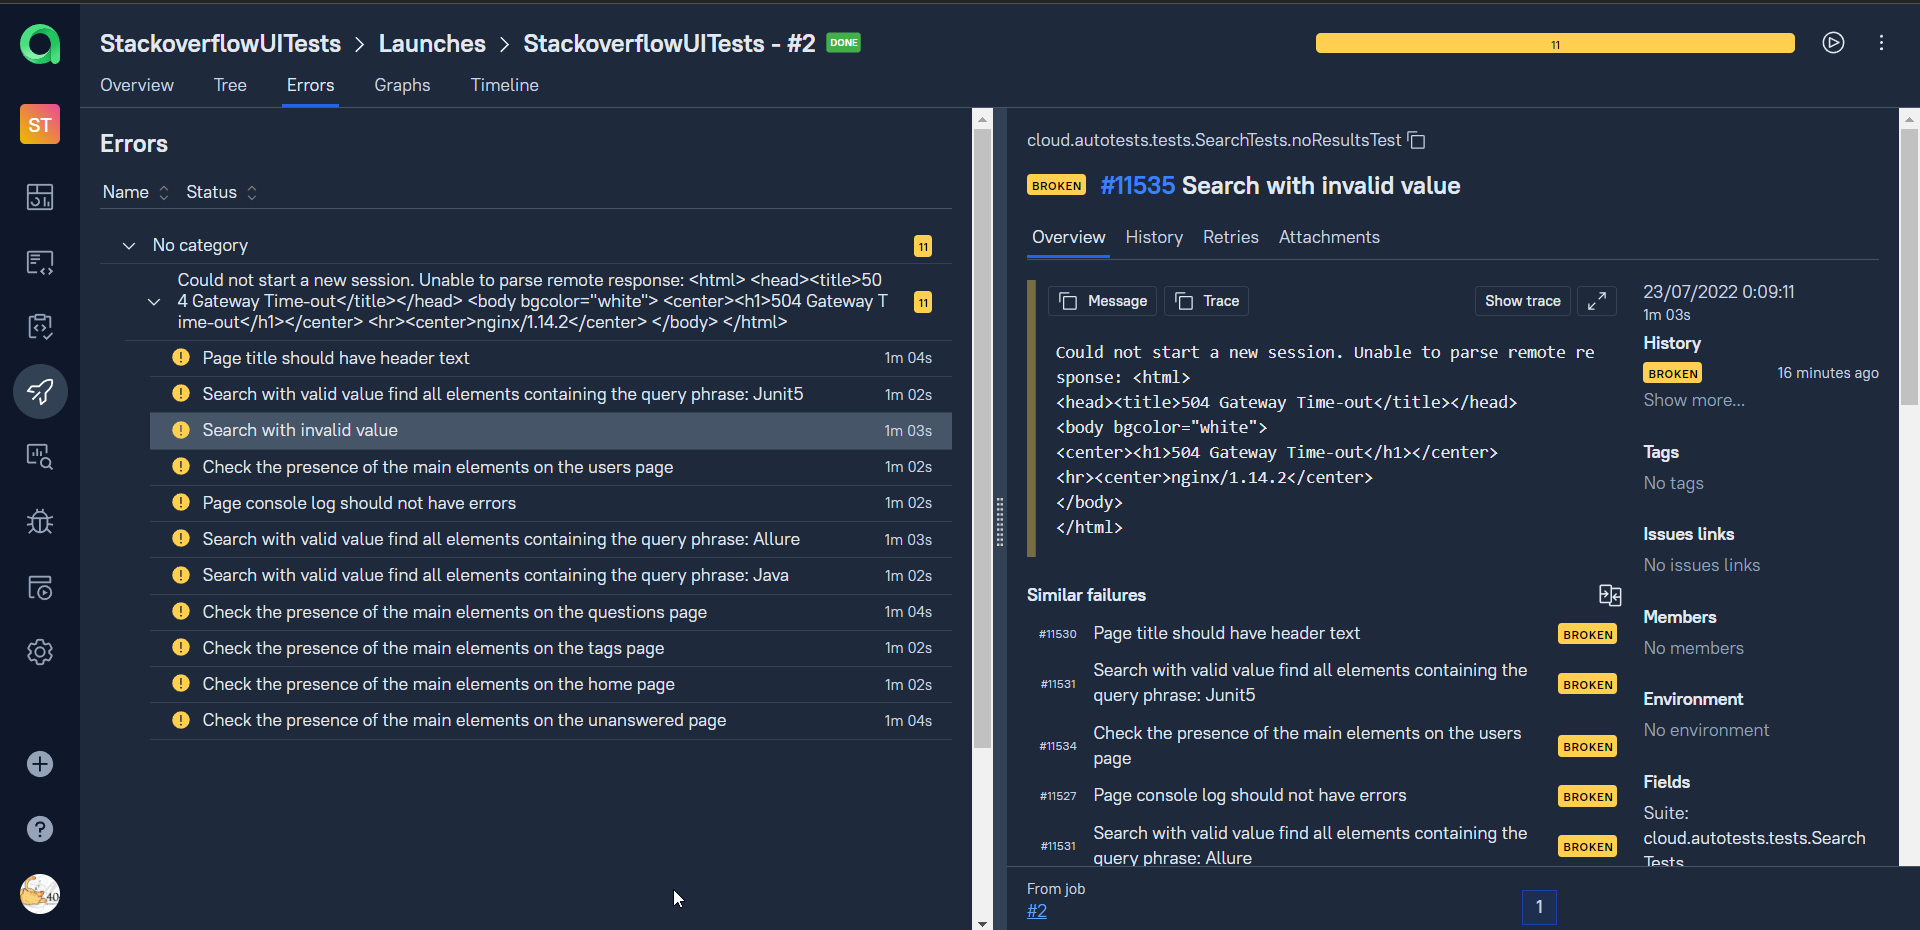 StackoverflowUITests > Launches > StackoverflowUITests - #2 DONE
11
Overview Tree Errors Graphs Timeline
ST
Errors
Name Status
No category 11
Could not start a new session. Unable to parse remote response: <html> <head><title>50
4 Gateway Time-out</title></head> <body bgcolor="white"> <center><h1>504 Gateway T
ime-out</h1></center> <hr><center>nginx/1.14.2</center> </body> </html>
11
Page title should have header text 1m 04s
Search with valid value find all elements containing the query phrase: Junit5 1m 02s
Search with invalid value 1m 03s
Check the presence of the main elements on the users page 1m 02s
Page console log should not have errors 1m 02s
Search with valid value find all elements containing the query phrase: Allure 1m 03s
Search with valid value find all elements containing the query phrase: Java 1m 02s
Check the presence of the main elements on the questions page 1m 04s
Check the presence of the main elements on the tags page 1m 02s
Check the presence of the main elements on the home page 1m 02s
Check the presence of the main elements on the unanswered page 1m 04s
40
cloud.autotests.tests.SearchTests.noResultsTest
BROKEN #11535 Search with invalid value
Overview History Retries Attachments
Message Trace Show trace
Could not start a new session. Unable to parse remote re
sponse: <html>
<head><title>504 Gateway Time-out</title></head>
<body bgcolor="white">
<center><h1>504 Gateway Time-out</h1></center>
<hr><center>nginx/1.14.2</center>
</body>
</html>
Similar failures
#11530 Page title should have header text BROKEN
#11531 Search with valid value find all elements containing the
query phrase: Junit5 BROKEN
#11534 Check the presence of the main elements on the users
page BROKEN
#11527 Page console log should not have errors BROKEN
#11531 Search with valid value find all elements containing the
query phrase: Allure BROKEN
23/07/2022 0:09:11
1m 03s
History
BROKEN 16 minutes ago
Show more...
Tags
No tags
Issues links
No issues links
Members
No members
Environment
No environment
Fields
Suite:
cloud.autotests.tests.Search
Tests
From job
#2
1